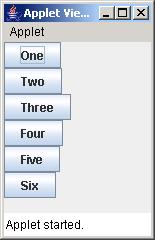 Applet Vie...
Applet
One
Two
Three
Four
Five
Six
Applet started.